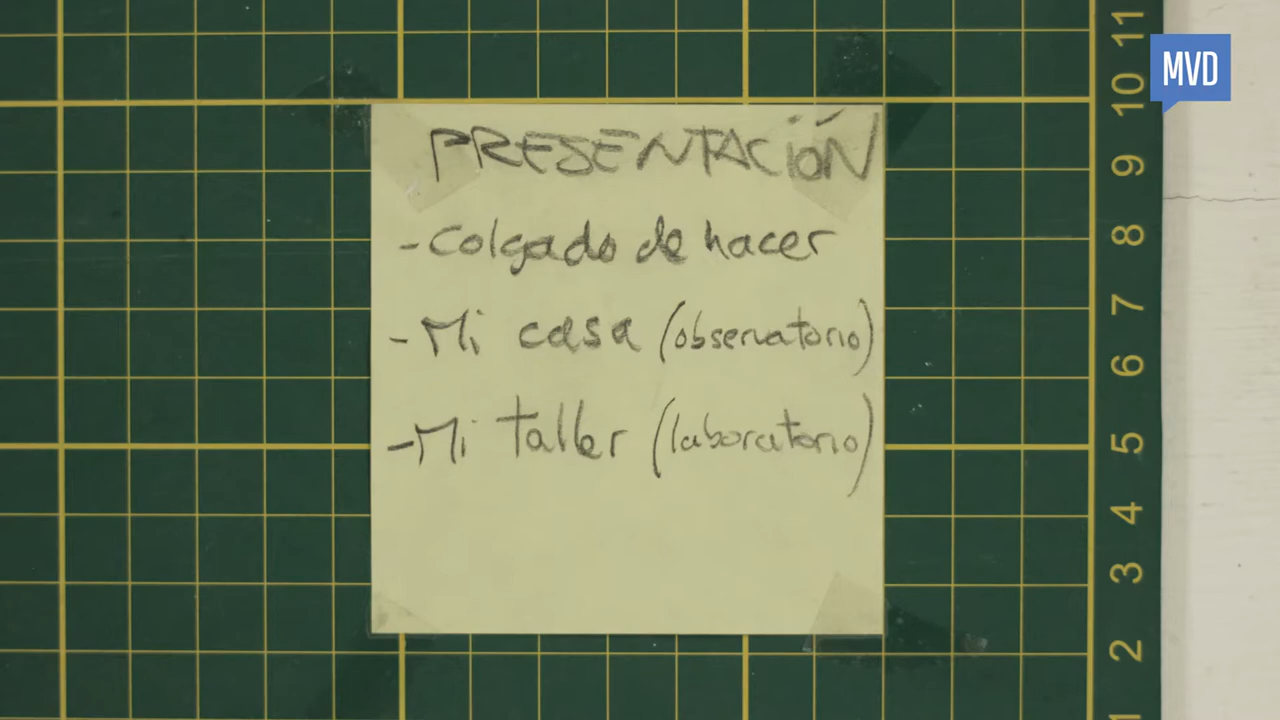 PRESENTACIÓN
-Colgado de hacer
-Mi casa (observatorio)
-Mi taller (laboratorio)
MVD
11
10
9
8
7
6
5
4
3
2
1